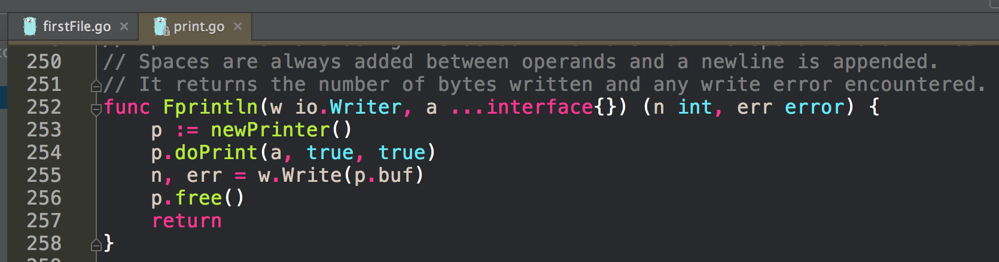 firstFile.go × print.go ×
250 // Spaces are always added between operands and a newline is appended.
251 // It returns the number of bytes written and any write error encountered.
252 func Fprintln(w io.Writer, a ...interface{}) (n int, err error) {
253 p := newPrinter()
254 p.doPrint(a, true, true)
255 n, err = w.Write(p.buf)
256 p.free()
257 return
258 }